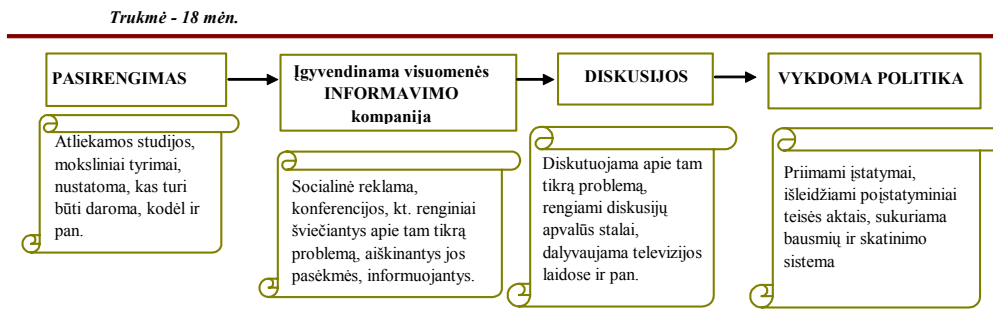 Trukmė - 18 mėn.
PASIRENGIMAS
Įgyvendinama visuomenės
INFORMAVIMO
kompanija
DISKUSIJOS
VYKDOMA POLITIKA
Atliekamos studijos,
moksliniai tyrimai,
nustatoma, kas turi
būti daroma, kodėl ir
pan.
Socialinė reklama,
konferencijos, kt. renginiai
šviečiantys apie tam tikrą
problemą, aiškinantys jos
pasėkmės, informuojantys.
Diskutuojama apie tam
tikrą problemą,
rengiami diskusijų
apvalūs stalai,
dalyvaujama televizijos
laidose ir pan.
Priimami įstatymai,
išleidžiami poįstatyminiai
teisės aktais, sukuriama
bausmių ir skatinimo
sistema